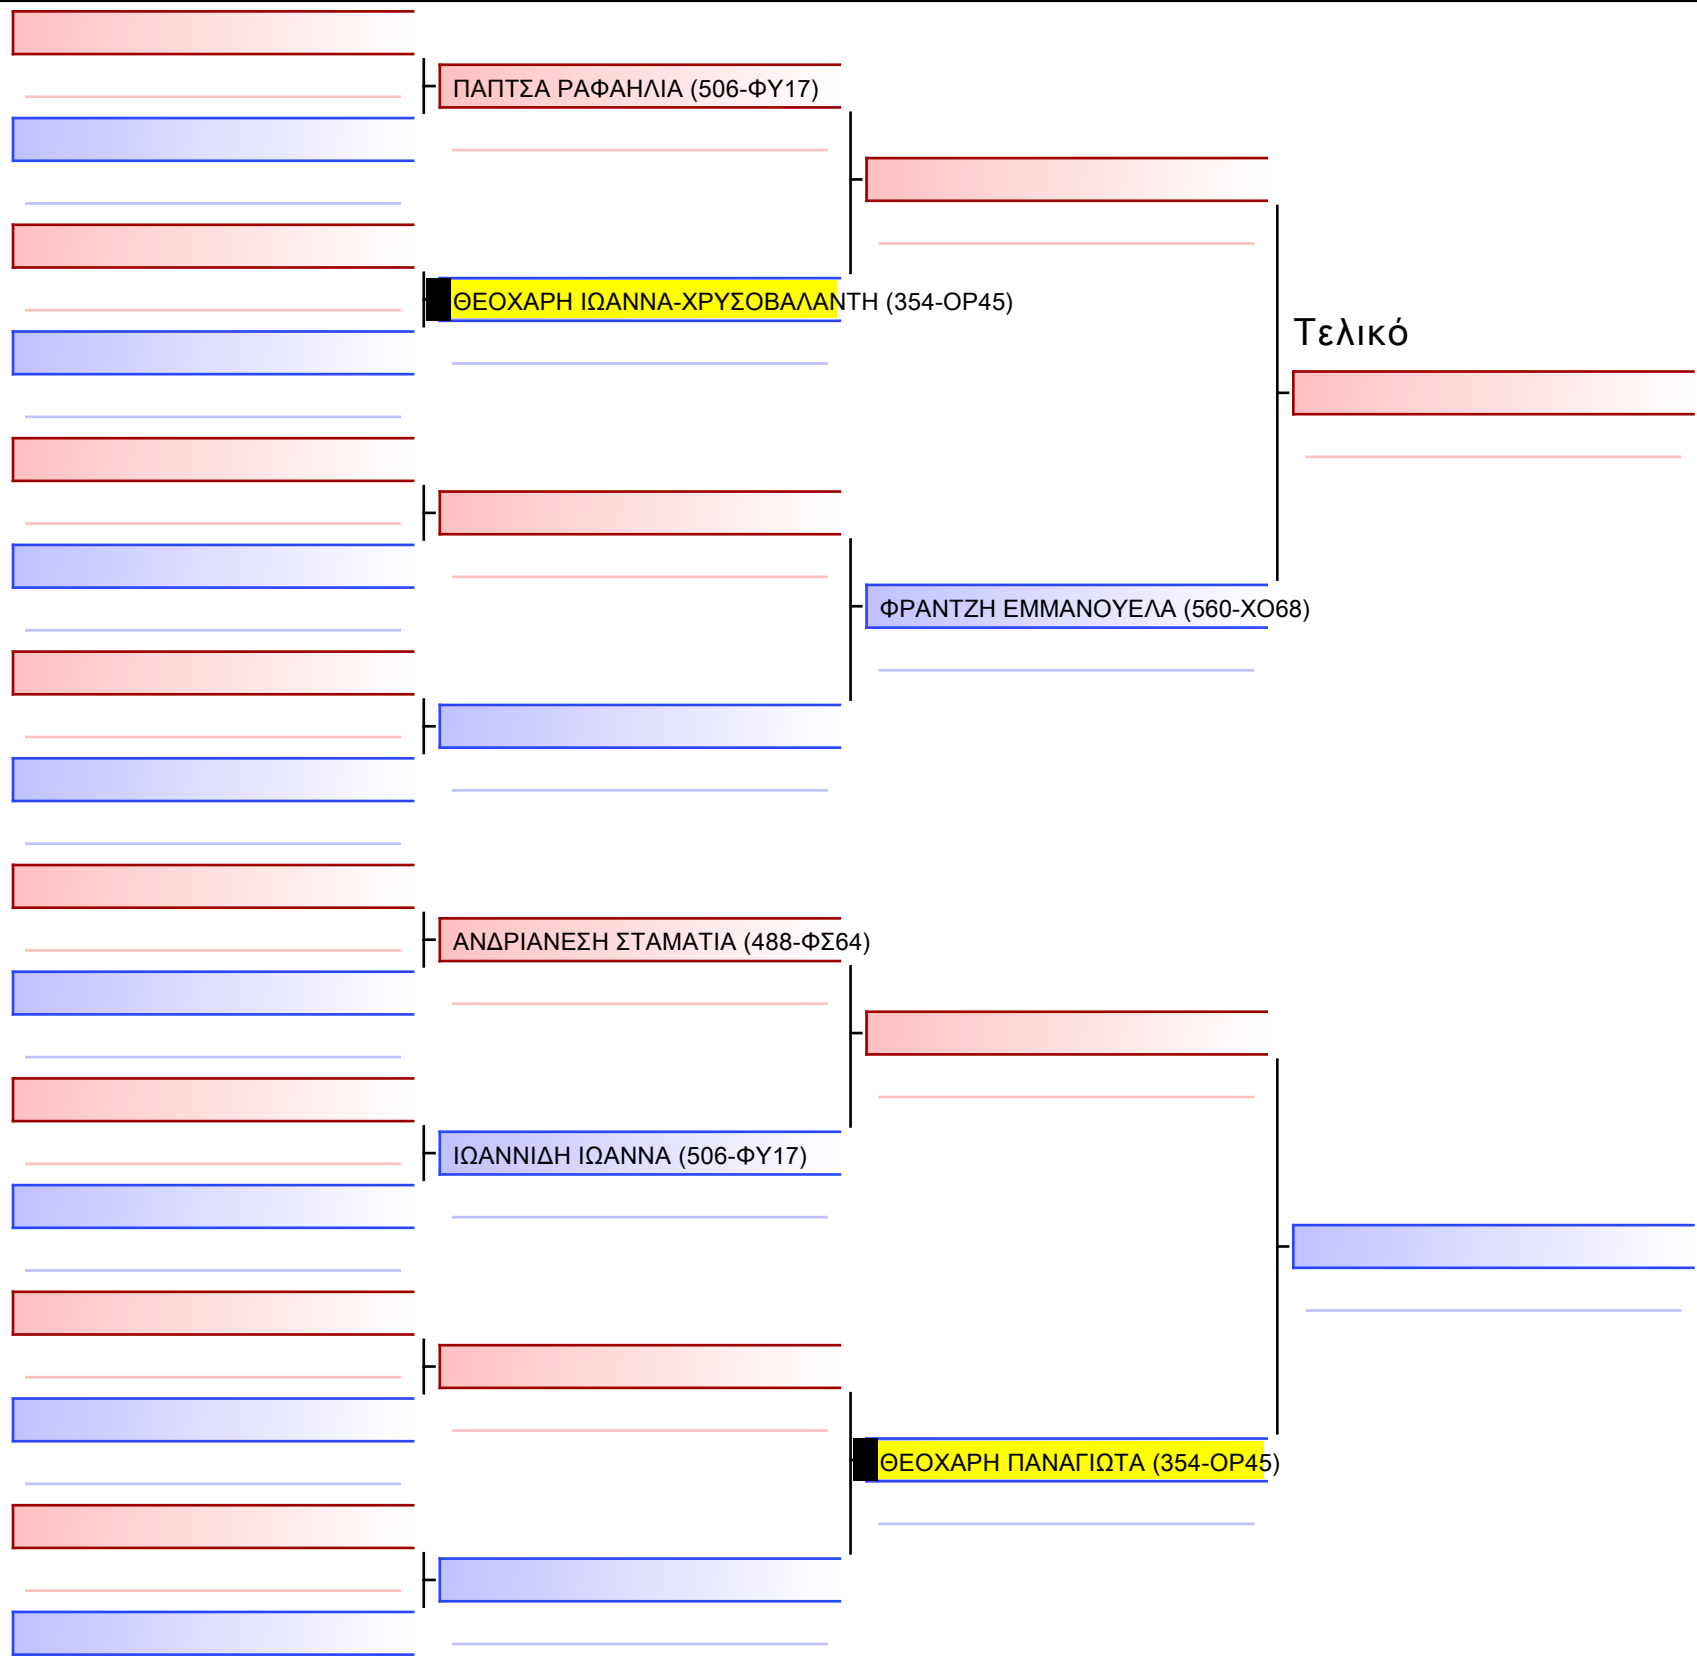 ΠΑΠΤΣΑ ΡΑΦΑΗΛΙΑ (506-ΦΥ17)
ΘΕΟΧΑΡΗ ΙΩΑΝΝΑ-ΧΡΥΣΟΒΑΛΑΝΤΗ (354-ΟΡ45)
Τελικό
ΦΡΑΝΤΖΗ ΕΜΜΑΝΟΥΕΛΑ (560-ΧΟ68)
ΑΝΔΡΙΑΝΕΣΗ ΣΤΑΜΑΤΙΑ (488-ΦΣ64)
ΙΩΑΝΝΙΔΗ ΙΩΑΝΝΑ (506-ΦΥ17)
ΘΕΟΧΑΡΗ ΠΑΝΑΓΙΩΤΑ (354-ΟΡ45)